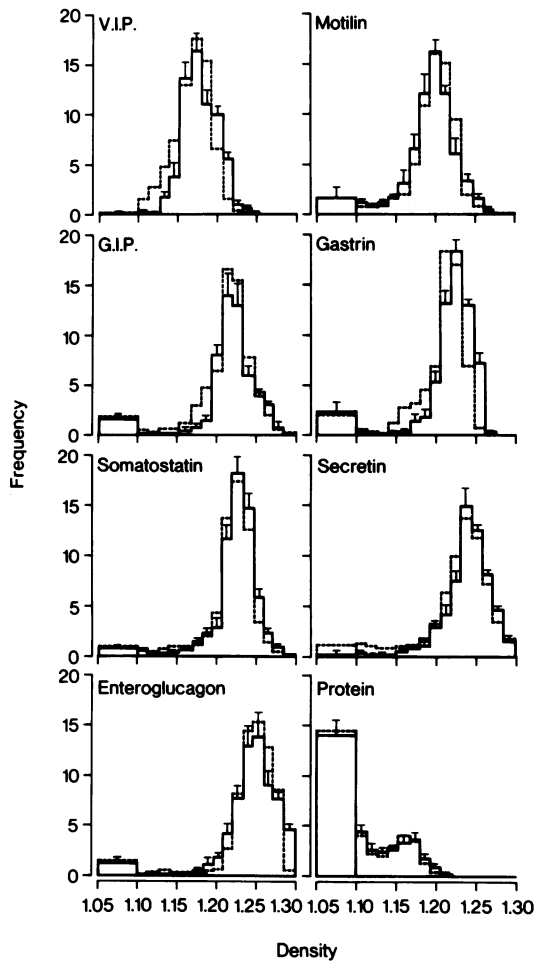 V.I.P.
Motilin
20
15
10
5
0
G.I.P.
Gastrin
20
15
10
5
0
Frequency
Somatostatin
Secretin
20
15
10
5
0
Enteroglucagon
Protein
20
15
10
5
0
1.05 1.10 1.15 1.20 1.25 1.30 1.05 1.10 1.15 1.20 1.25 1.30
Density